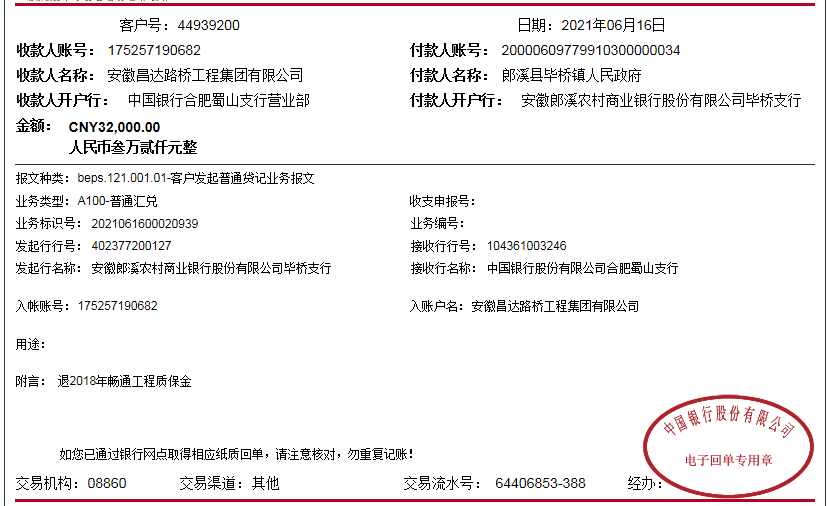 客户号：44939200 日期：2021年06月16日
收款人账号：175257190682 付款人账号：20000609779910300000034
收款人名称：安徽昌达路桥工程集团有限公司 付款人名称：郎溪县毕桥镇人民政府
收款人开户行：中国银行合肥蜀山支行营业部 付款人开户行：安徽郎溪农村商业银行股份有限公司毕桥支行
金额：CNY32,000.00
人民币叁万贰仟元整
报文种类：beps.121.001.01-客户发起普通贷记业务报文
业务类型：A100-普通汇兑 收支申报号：
业务标识号：2021061600020939 业务编号：
发起行行号：402377200127 接收行行号：104361003246
发起行名称：安徽郎溪农村商业银行股份有限公司毕桥支行 接收行名称：中国银行股份有限公司合肥蜀山支行
入帐账号：175257190682 入账户名：安徽昌达路桥工程集团有限公司
用途：
附言：退2018年畅通工程质保金
中国银行股份有限公司
电子回单专用章
如您已通过银行网点取得相应纸质回单，请注意核对，勿重复记账！
交易机构：08860 交易渠道：其他 交易流水号：64406853-388 经办：